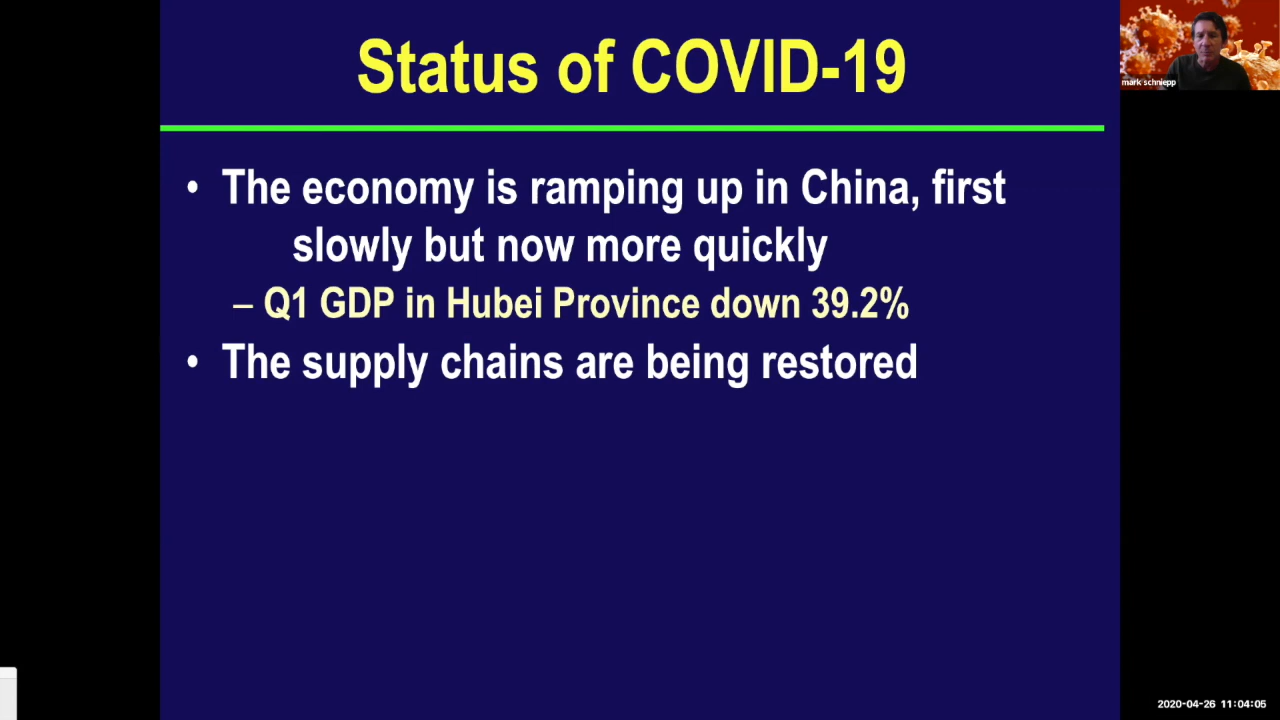 Status of COVID-19
mark schniepp
• The economy is ramping up in China, first
slowly but now more quickly
– Q1 GDP in Hubei Province down 39.2%
• The supply chains are being restored
2020-04-26 11:04:05